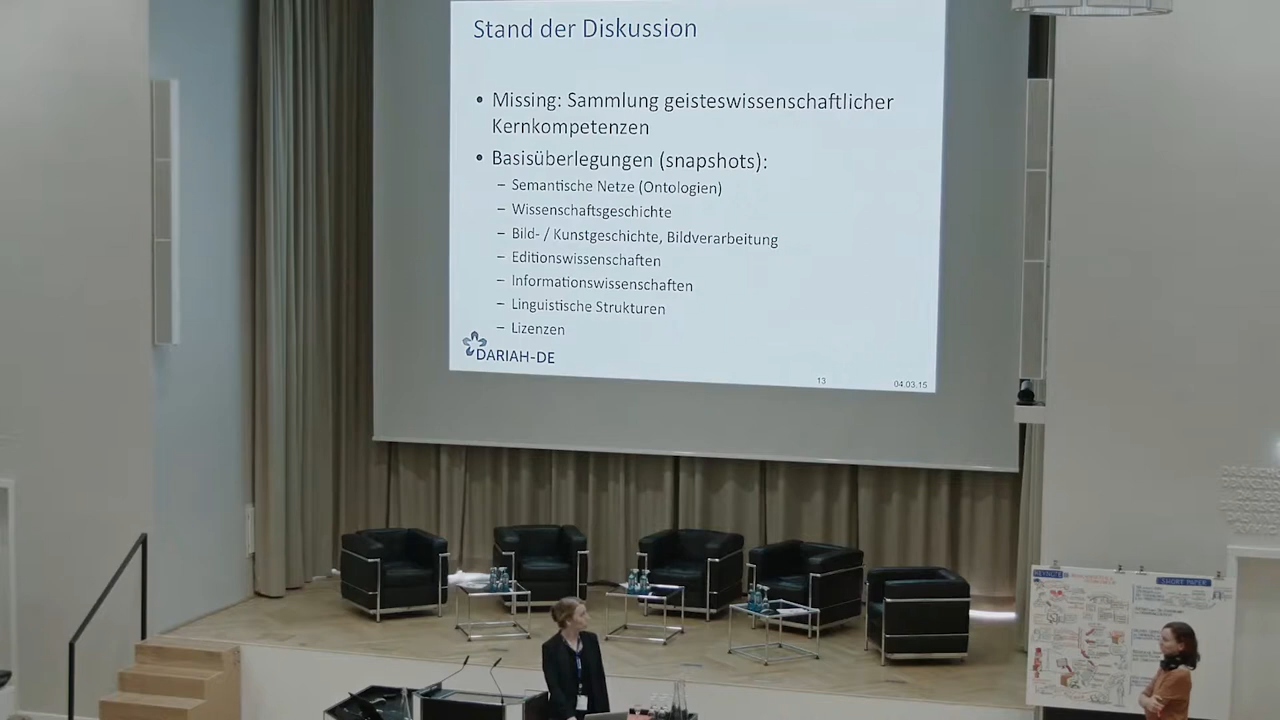 Stand der Diskussion
• Missing: Sammlung geisteswissenschaftlicher
Kernkompetenzen
• Basisüberlegungen (snapshots):
– Semantische Netze (Ontologien)
– Wissenschaftsgeschichte
– Bild- / Kunstgeschichte, Bildverarbeitung
– Editionswissenschaften
– Informationswissenschaften
– Linguistische Strukturen
– Lizenzen
DARIAH-DE
13
04.03.15
KEYNOTE
SHORT PAPER